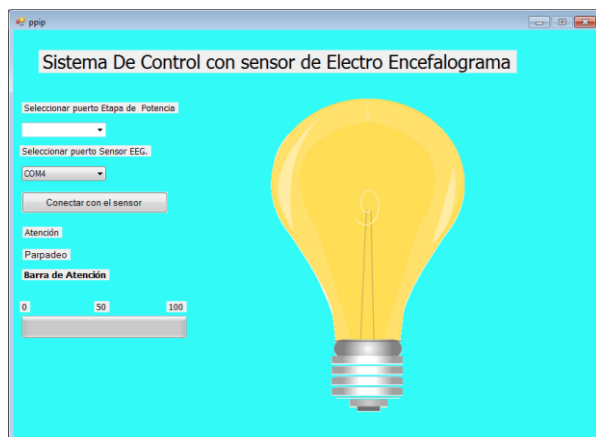 ppip
Sistema De Control con sensor de Electro Encefalograma
Seleccionar puerto Etapa de Potencia
Seleccionar puerto Sensor EEG.
COM4
Conectar con el sensor
Atención
Parpadeo
Barra de Atención
0 50 100